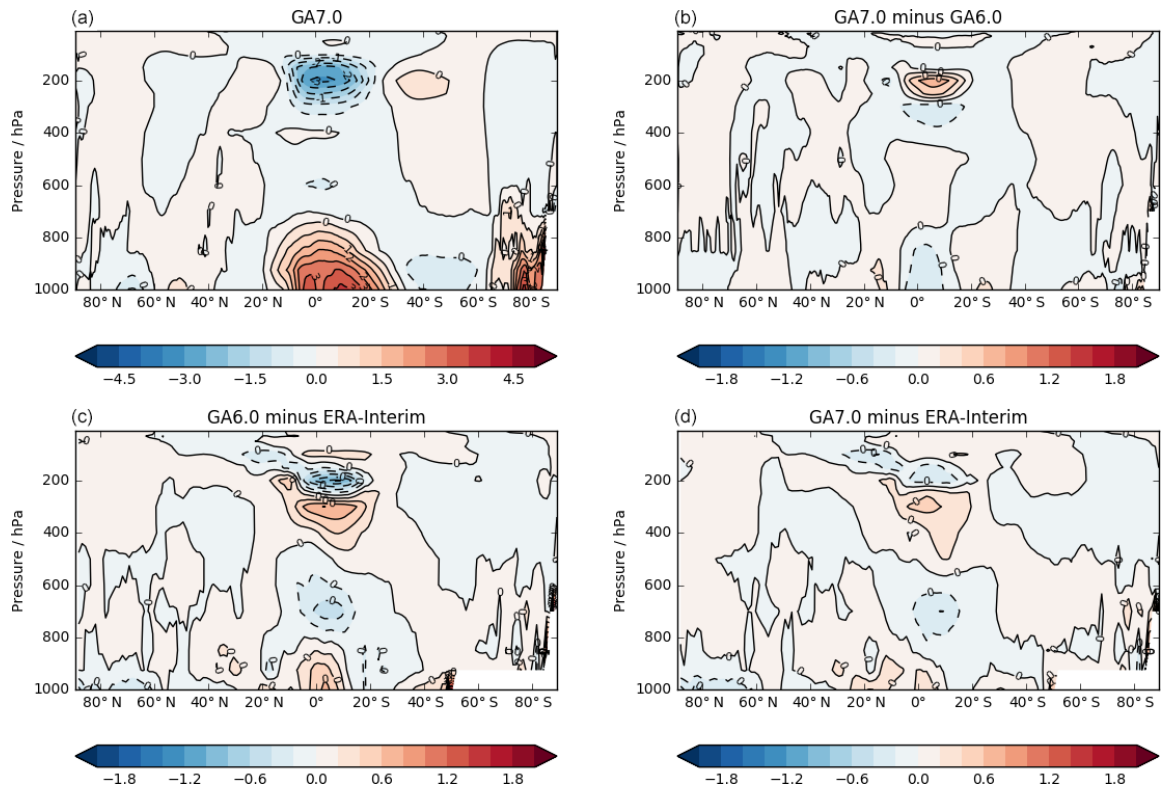 (a) GA7.0
(b) GA7.0 minus GA6.0
Pressure / hPa
200
400
600
800
1000
80° N 60° N 40° N 20° N 0° 20° S 40° S 60° S 80° S
−4.5 −3.0 −1.5 0.0 1.5 3.0 4.5
Pressure / hPa
200
400
600
800
1000
80° N 60° N 40° N 20° N 0° 20° S 40° S 60° S 80° S
−1.8 −1.2 −0.6 0.0 0.6 1.2 1.8
(c) GA6.0 minus ERA-Interim
(d) GA7.0 minus ERA-Interim
Pressure / hPa
200
400
600
800
1000
80° N 60° N 40° N 20° N 0° 20° S 40° S 60° S 80° S
−1.8 −1.2 −0.6 0.0 0.6 1.2 1.8
Pressure / hPa
200
400
600
800
1000
80° N 60° N 40° N 20° N 0° 20° S 40° S 60° S 80° S
−1.8 −1.2 −0.6 0.0 0.6 1.2 1.8